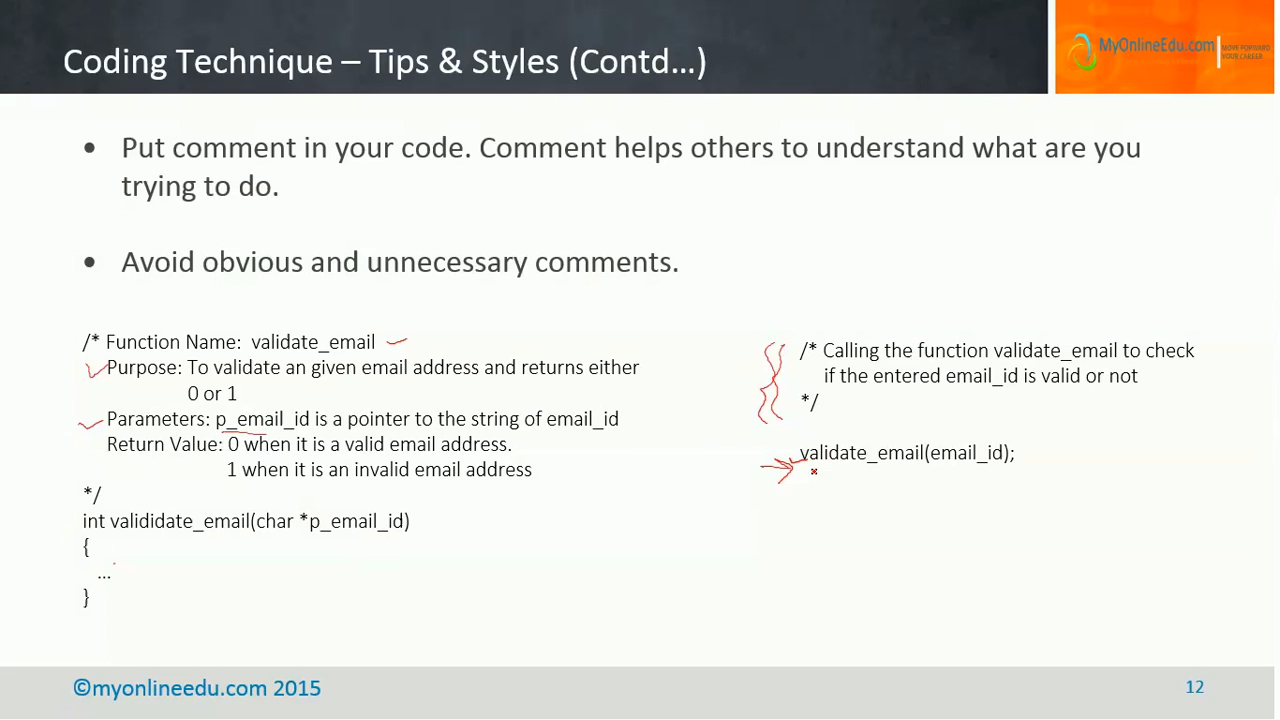 Coding Technique – Tips & Styles (Contd…)
MyOnlineEdu.com
MOVE FORWARD
YOUR CAREER
• Put comment in your code. Comment helps others to understand what are you
trying to do.
• Avoid obvious and unnecessary comments.
/* Function Name: validate_email
Purpose: To validate an given email address and returns either
0 or 1
Parameters: p_email_id is a pointer to the string of email_id
Return Value: 0 when it is a valid email address.
1 when it is an invalid email address
*/
int valididate_email(char *p_email_id)
{
...
}
/* Calling the function validate_email to check
if the entered email_id is valid or not
*/
validate_email(email_id);
©myonlineedu.com 2015
12